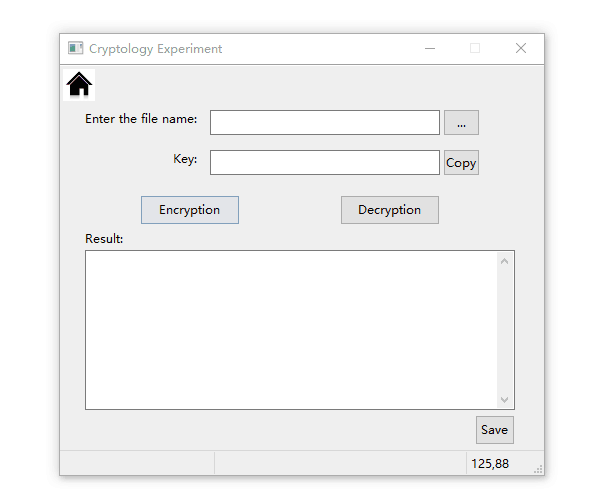 Cryptology Experiment
Enter the file name:
...
Key:
Copy
Encryption
Decryption
Result:
Save
125,88